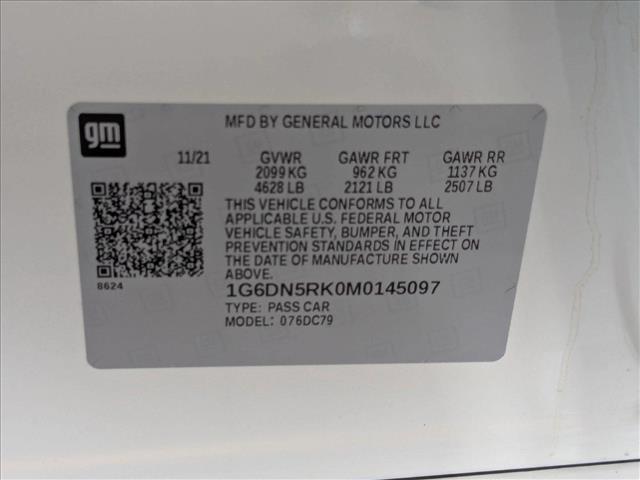 gm
MFD BY GENERAL MOTORS LLC
11/21 GVWR GAWR FRT GAWR RR
2099 KG 962 KG 1137 KG
4628 LB 2121 LB 2507 LB
THIS VEHICLE CONFORMS TO ALL
APPLICABLE U.S. FEDERAL MOTOR
VEHICLE SAFETY, BUMPER, AND THEFT
PREVENTION STANDARDS IN EFFECT ON
THE DATE OF MANUFACTURE SHOWN
ABOVE.
8624
1G6DN5RK0M0145097
TYPE: PASS CAR
MODEL: 076DC79